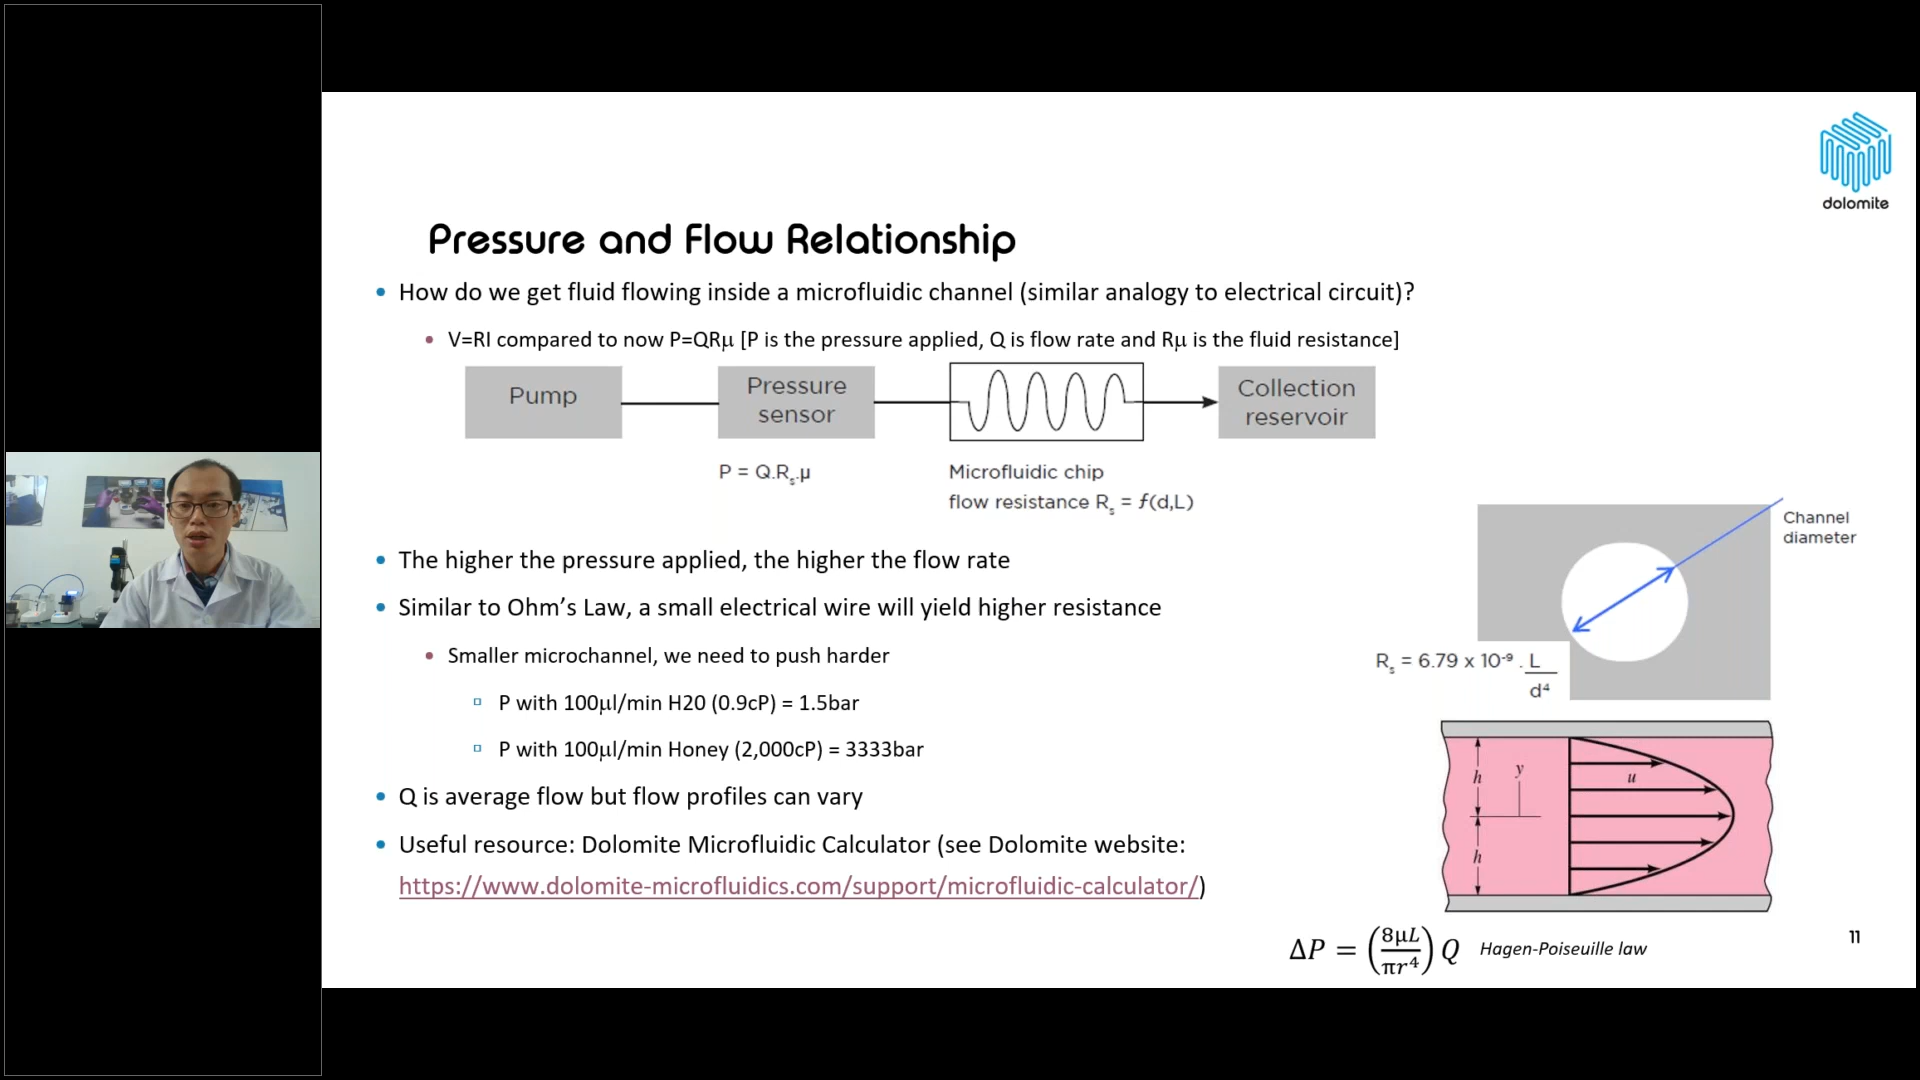 dolomite
Pressure and Flow Relationship
• How do we get fluid flowing inside a microfluidic channel (similar analogy to electrical circuit)?
• V=RI compared to now P=QRμ [P is the pressure applied, Q is flow rate and Rμ is the fluid resistance]
Pump
Pressure
sensor
Collection
reservoir
P = Q.Rs.μ
Microfluidic chip
flow resistance Rs = f(d,L)
Channel
diameter
• The higher the pressure applied, the higher the flow rate
• Similar to Ohm’s Law, a small electrical wire will yield higher resistance
• Smaller microchannel, we need to push harder
Rs = 6.79 x 10-9 . L
d4
▫ P with 100μl/min H20 (0.9cP) = 1.5bar
▫ P with 100μl/min Honey (2,000cP) = 3333bar
h
y
u
h
• Q is average flow but flow profiles can vary
• Useful resource: Dolomite Microfluidic Calculator (see Dolomite website:
https://www.dolomite-microfluidics.com/support/microfluidic-calculator/)
ΔP = (8μL/πr4) Q Hagen-Poiseuille law
11